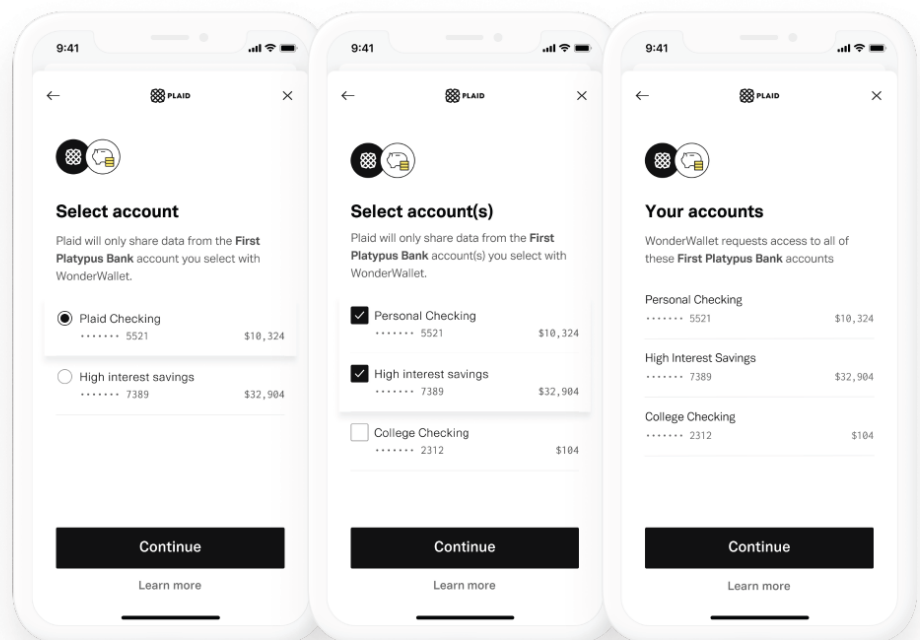 9:41
PLAID
Select account
Plaid will only share data from the First
Platypus Bank account you select with
WonderWallet.
Plaid Checking
······· 5521 $10,324
High interest savings
······· 7389 $32,904
Continue
Learn more
9:41
PLAID
Select account(s)
Plaid will only share data from the First
Platypus Bank account(s) you select with
WonderWallet.
Personal Checking
······· 5521 $10,324
High interest savings
······· 7389 $32,904
College Checking
······· 2312 $104
Continue
Learn more
9:41
PLAID
Your accounts
WonderWallet requests access to all of
these First Platypus Bank accounts
Personal Checking
······· 5521 $10,324
High Interest Savings
······· 7389 $32,904
College Checking
······· 2312 $104
Continue
Learn more